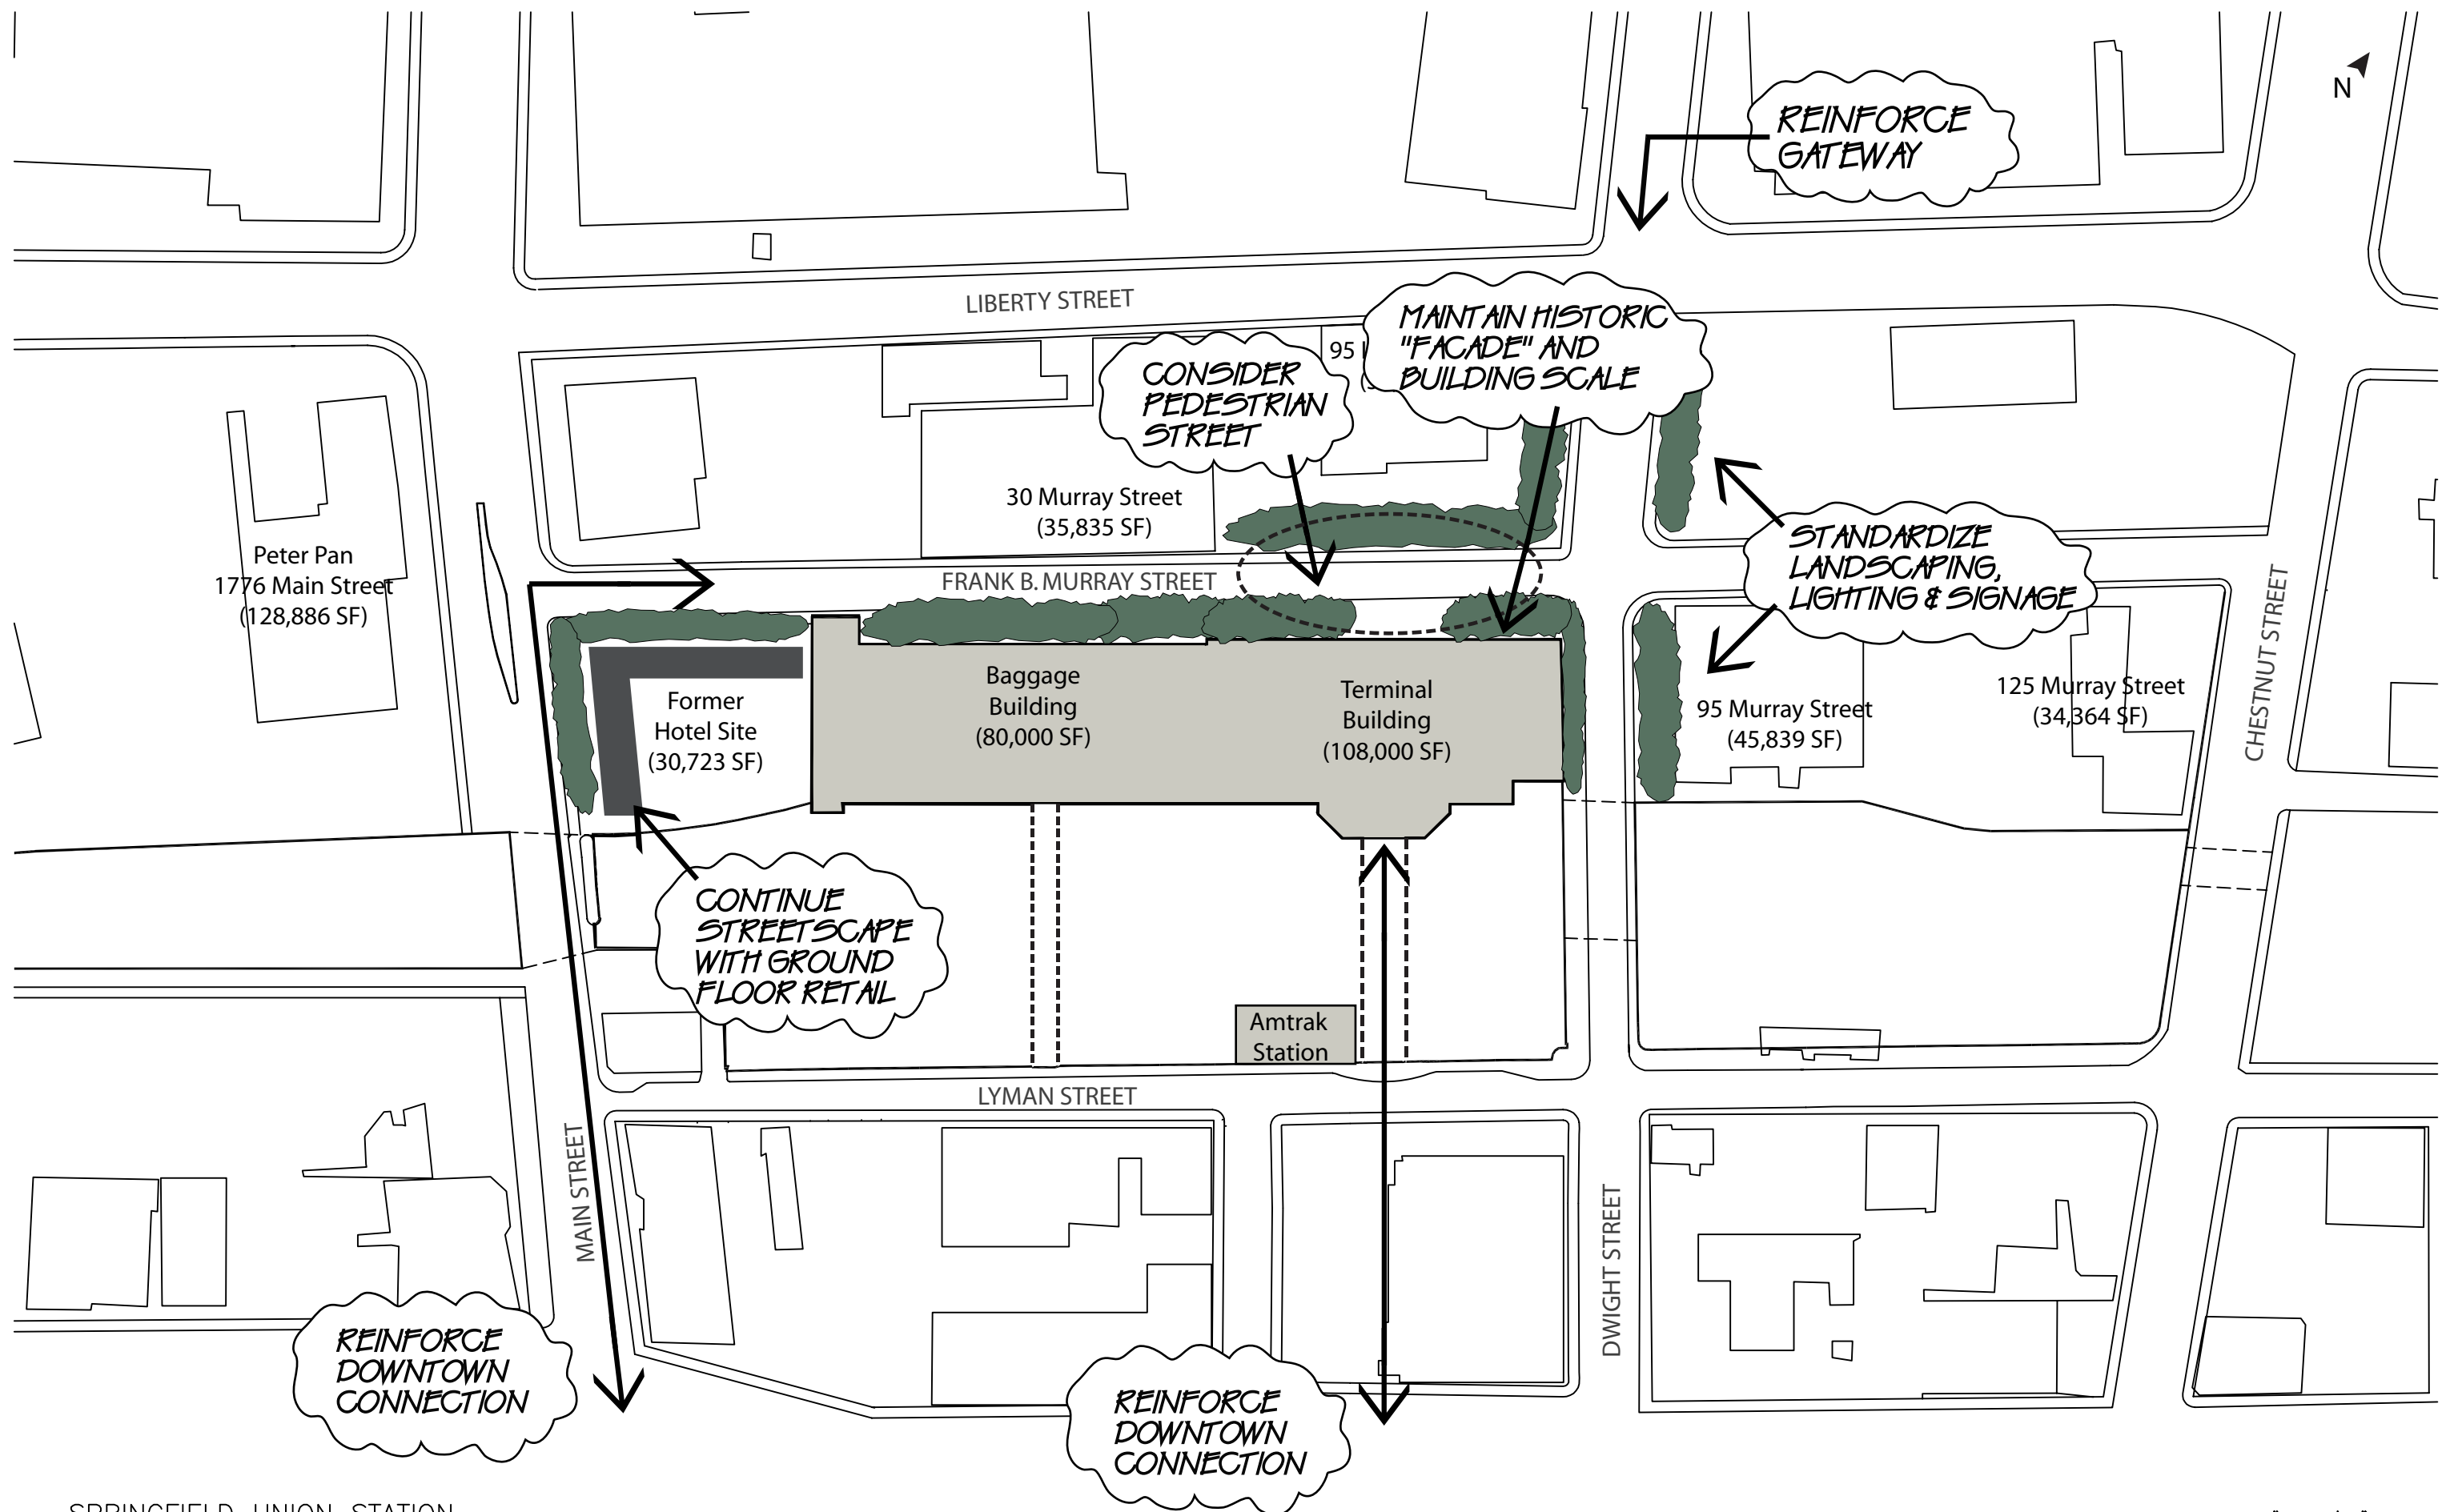 N
REINFORCE
GATEWAY
LIBERTY STREET
MAINTAIN HISTORIC
"FACADE" AND
BUILDING SCALE
95
CONSIDER
PEDESTRIAN
STREET
30 Murray Street
(35,835 SF)
STANDARDIZE
LANDSCAPING,
LIGHTING & SIGNAGE
Peter Pan
1776 Main Street
(128,886 SF)
FRANK B. MURRAY STREET
CHESTNUT STREET
Former
Hotel Site
(30,723 SF)
Baggage
Building
(80,000 SF)
Terminal
Building
(108,000 SF)
95 Murray Street
(45,839 SF)
125 Murray Street
(34,364 SF)
CONTINUE
STREETSCAPE
WITH GROUND
FLOOR RETAIL
Amtrak
Station
LYMAN STREET
MAIN STREET
DWIGHT STREET
REINFORCE
DOWNTOWN
CONNECTION
REINFORCE
DOWNTOWN
CONNECTION
SPRINGFIELD UNION STATION